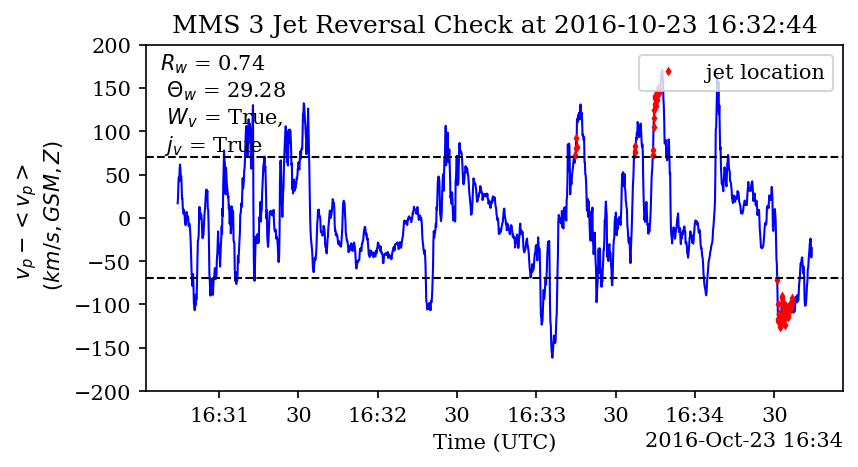 MMS 3 Jet Reversal Check at 2016-10-23 16:32:44
200
150
100
50
0
−50
−100
−150
−200
v_p − < v_p >
(km/s, GSM, Z)
R_w = 0.74
Θ_w = 29.28
W_v = True,
j_v = True
jet location
16:31 30 16:32 30 16:33 30 16:34 30
Time (UTC)
2016-Oct-23 16:34